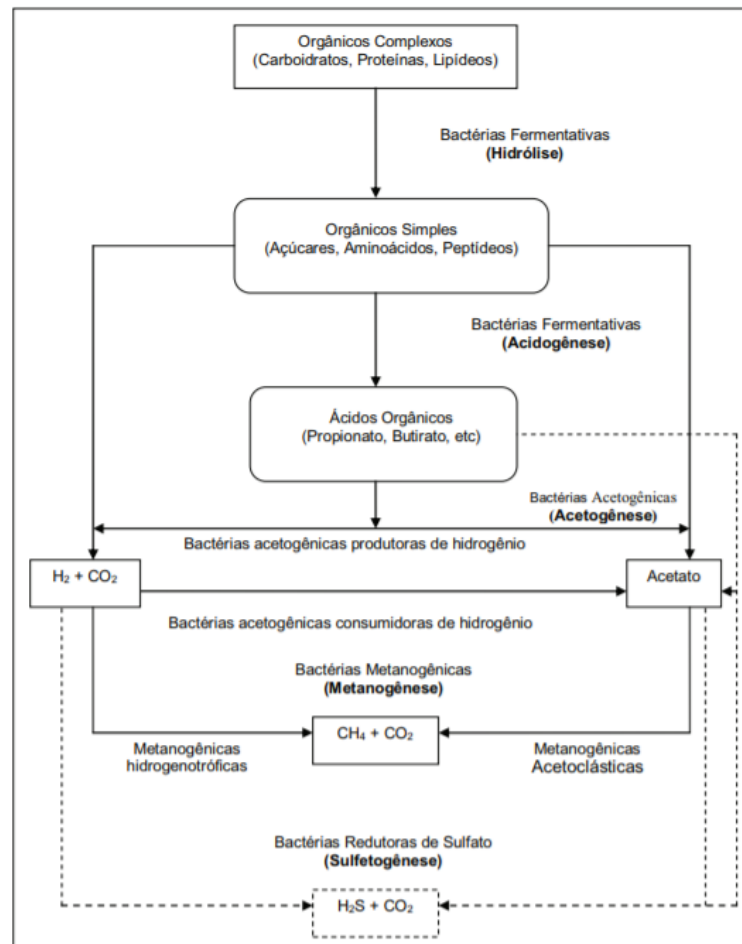 Orgânicos Complexos
(Carboidratos, Proteínas, Lipídeos)
Bactérias Fermentativas
(Hidrólise)
Orgânicos Simples
(Açúcares, Aminoácidos, Peptídeos)
Bactérias Fermentativas
(Acidogênese)
Ácidos Orgânicos
(Propionato, Butirato, etc)
Bactérias Acetogênicas
(Acetogênese)
Bactérias acetogênicas produtoras de hidrogênio
H₂ + CO₂
Acetato
Bactérias acetogênicas consumidoras de hidrogênio
Bactérias Metanogênicas
(Metanogênese)
CH₄ + CO₂
Metanogênicas
hidrogenotróficas
Metanogênicas
Acetoclásticas
Bactérias Redutoras de Sulfato
(Sulfetogênese)
H₂S + CO₂